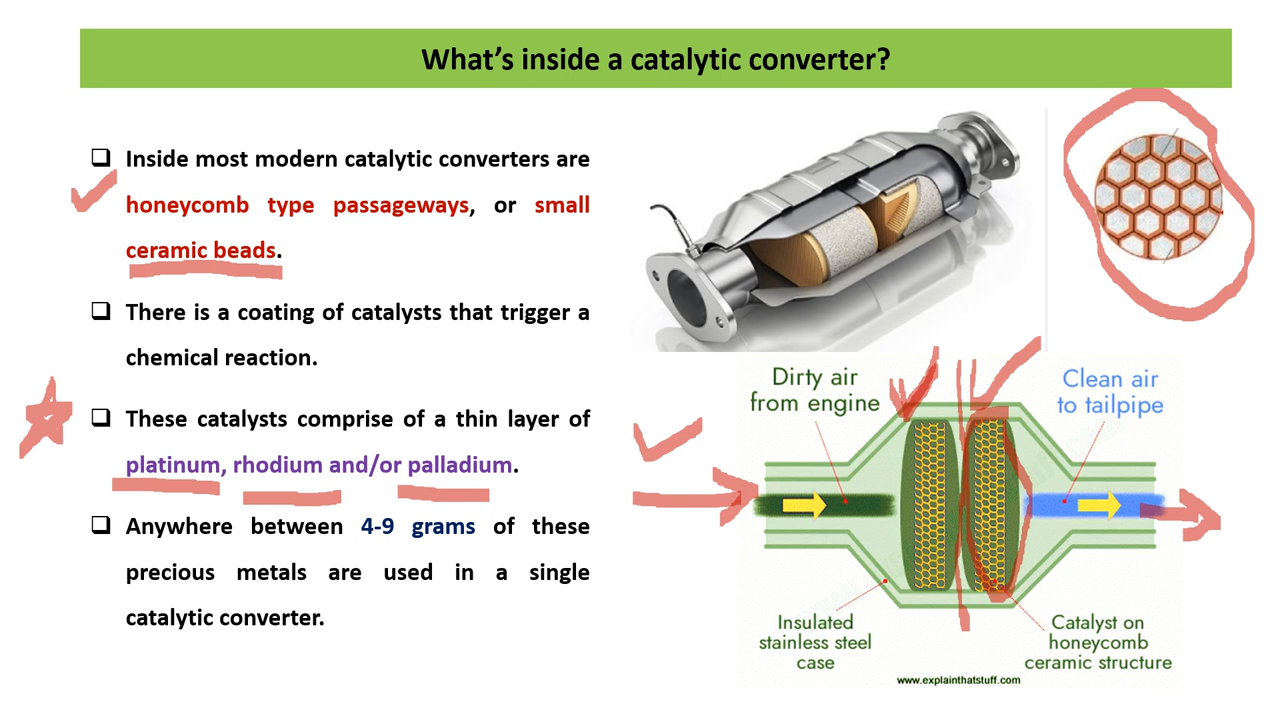 What’s inside a catalytic converter?
❑ Inside most modern catalytic converters are
honeycomb type passageways, or small
ceramic beads.
❑ There is a coating of catalysts that trigger a
chemical reaction.
❑ These catalysts comprise of a thin layer of
platinum, rhodium and/or palladium.
❑ Anywhere between 4-9 grams of these
precious metals are used in a single
catalytic converter.
Dirty air
from engine
Clean air
to tailpipe
Insulated
stainless steel
case
Catalyst on
honeycomb
ceramic structure
www.explainthatstuff.com